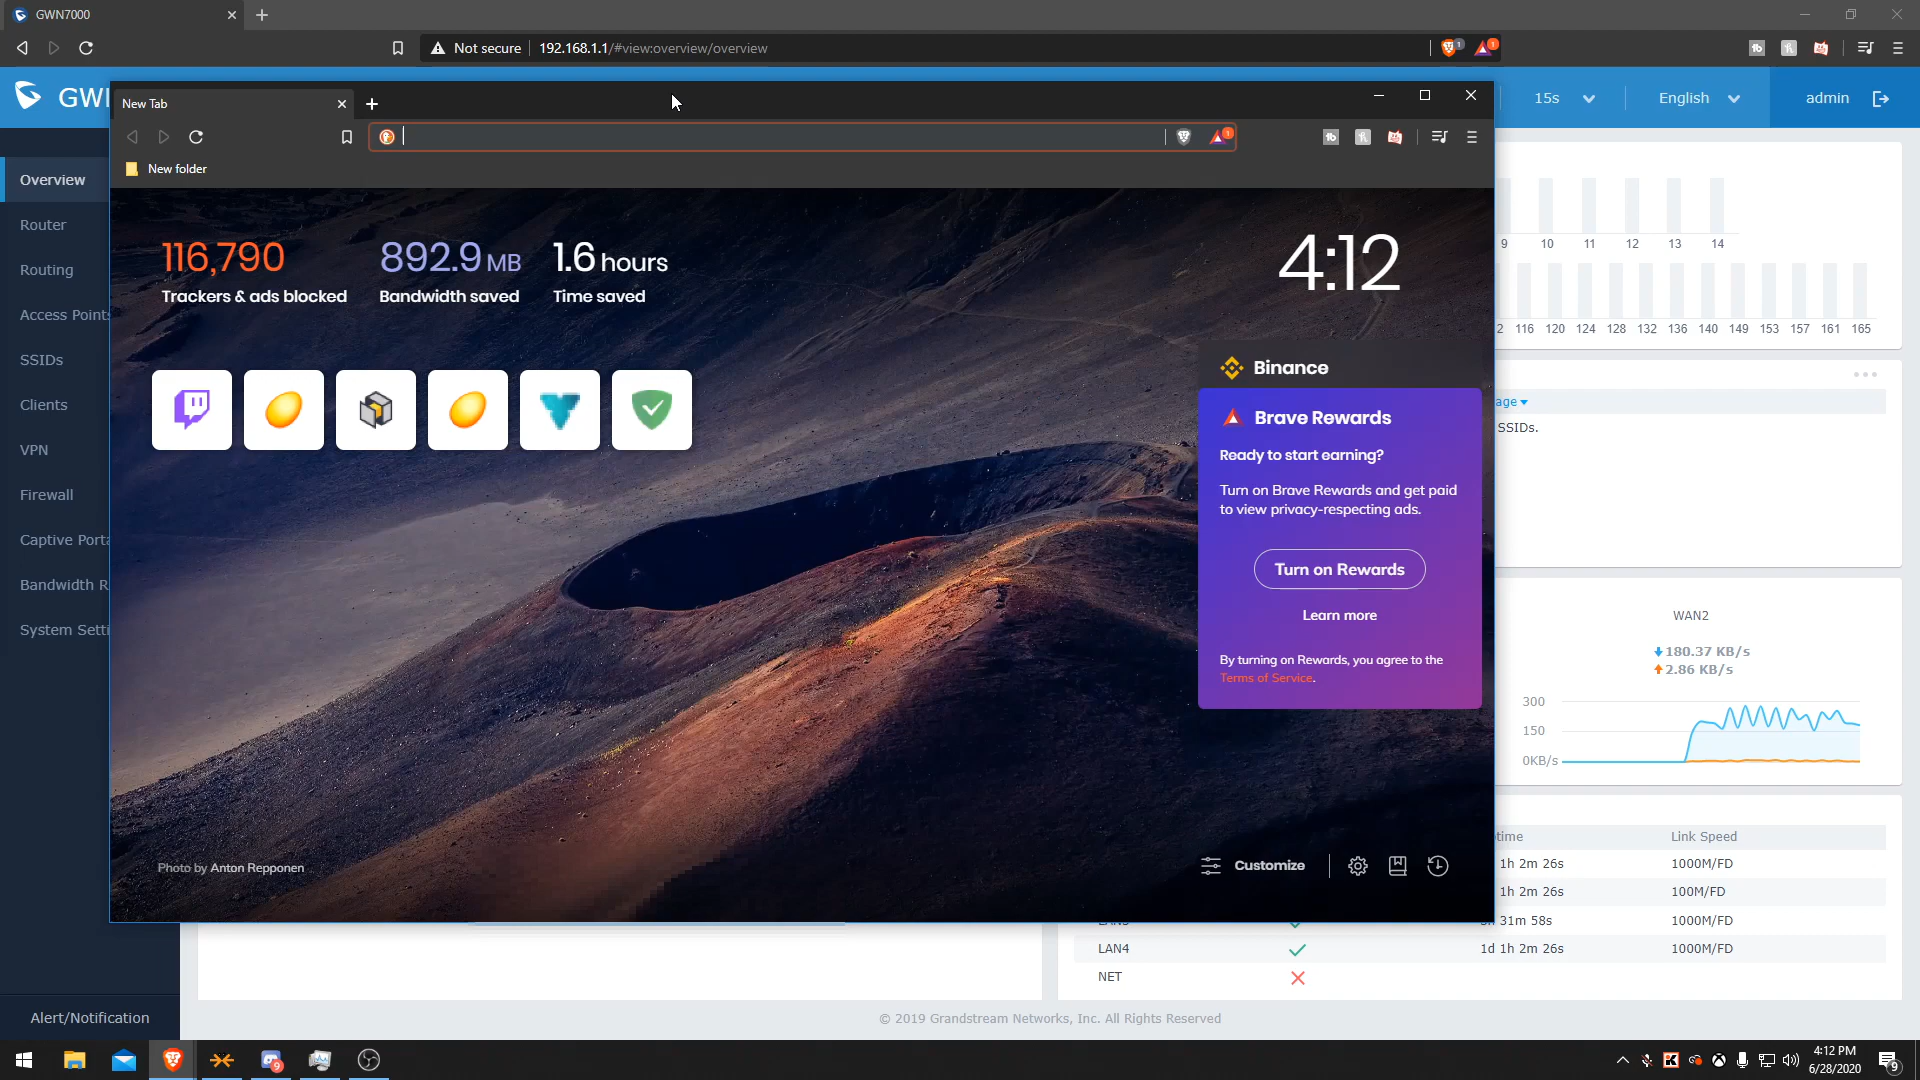 GWN7000
Not secure
192.168.1.1/#view:overview/overview
1
1
GWN
15s
English
admin
New Tab
1
New folder
Overview
Router
Routing
Access Points
SSIDs
Clients
VPN
Firewall
Captive Porta
Bandwidth R
System Setti
Alert/Notification
116,790
Trackers & ads blocked
892.9 MB
Bandwidth saved
1.6 hours
Time saved
4:12
Binance
Brave Rewards
Ready to start earning?
Turn on Brave Rewards and get paid
to view privacy-respecting ads.
Turn on Rewards
Learn more
By turning on Rewards, you agree to the
Terms of Service.
Photo by Anton Repponen
Customize
9 10 11 12 13 14
2 116 120 124 128 132 136 140 149 153 157 161 165
age
SSIDs.
WAN2
180.37 KB/s
2.86 KB/s
300
150
0KB/s
time Link Speed
1h 2m 26s 1000M/FD
1h 2m 26s 100M/FD
31m 58s 1000M/FD
LAN4 1d 1h 2m 26s 1000M/FD
NET
© 2019 Grandstream Networks, Inc. All Rights Reserved
9
4:12 PM
6/28/2020
9